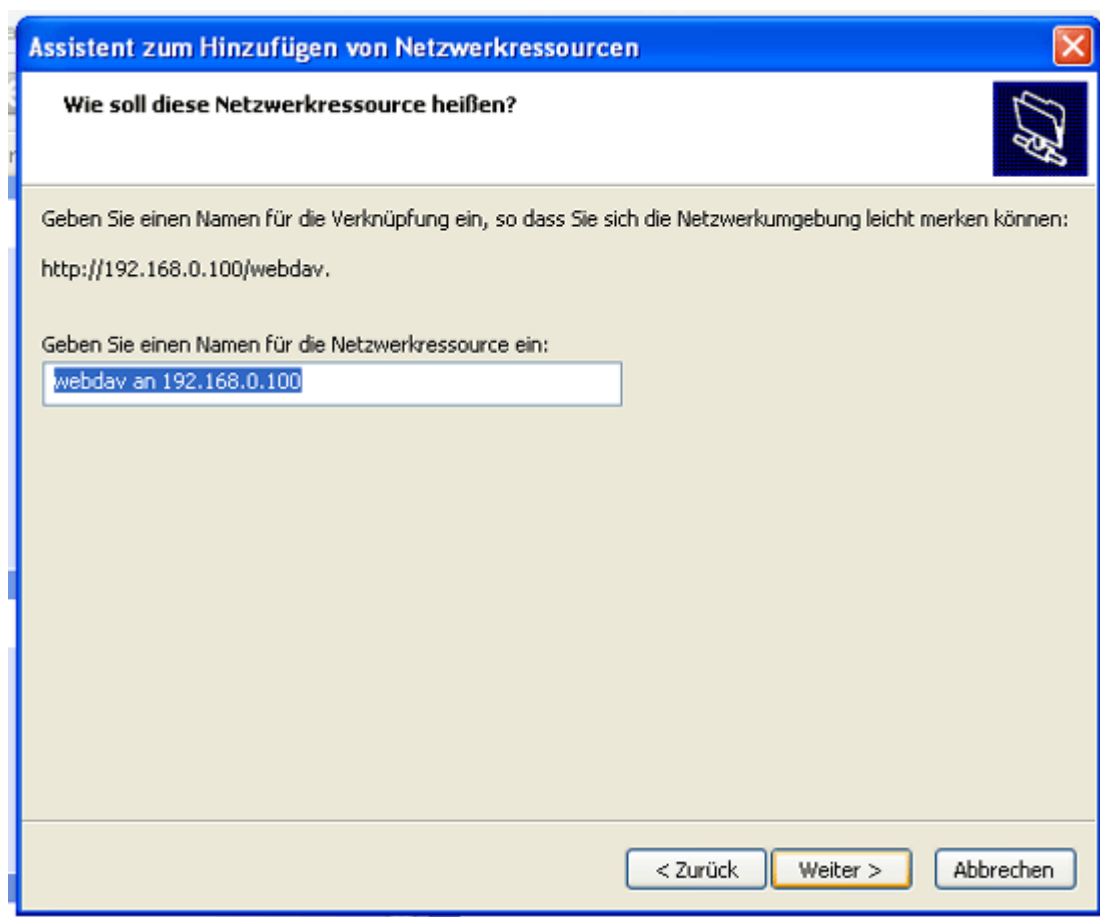 Assistent zum Hinzufügen von Netzwerkressourcen
Wie soll diese Netzwerkressource heißen?
Geben Sie einen Namen für die Verknüpfung ein, so dass Sie sich die Netzwerkumgebung leicht merken können:
http://192.168.0.100/webdav.
Geben Sie einen Namen für die Netzwerkressource ein:
webdav an 192.168.0.100
< Zurück Weiter > Abbrechen